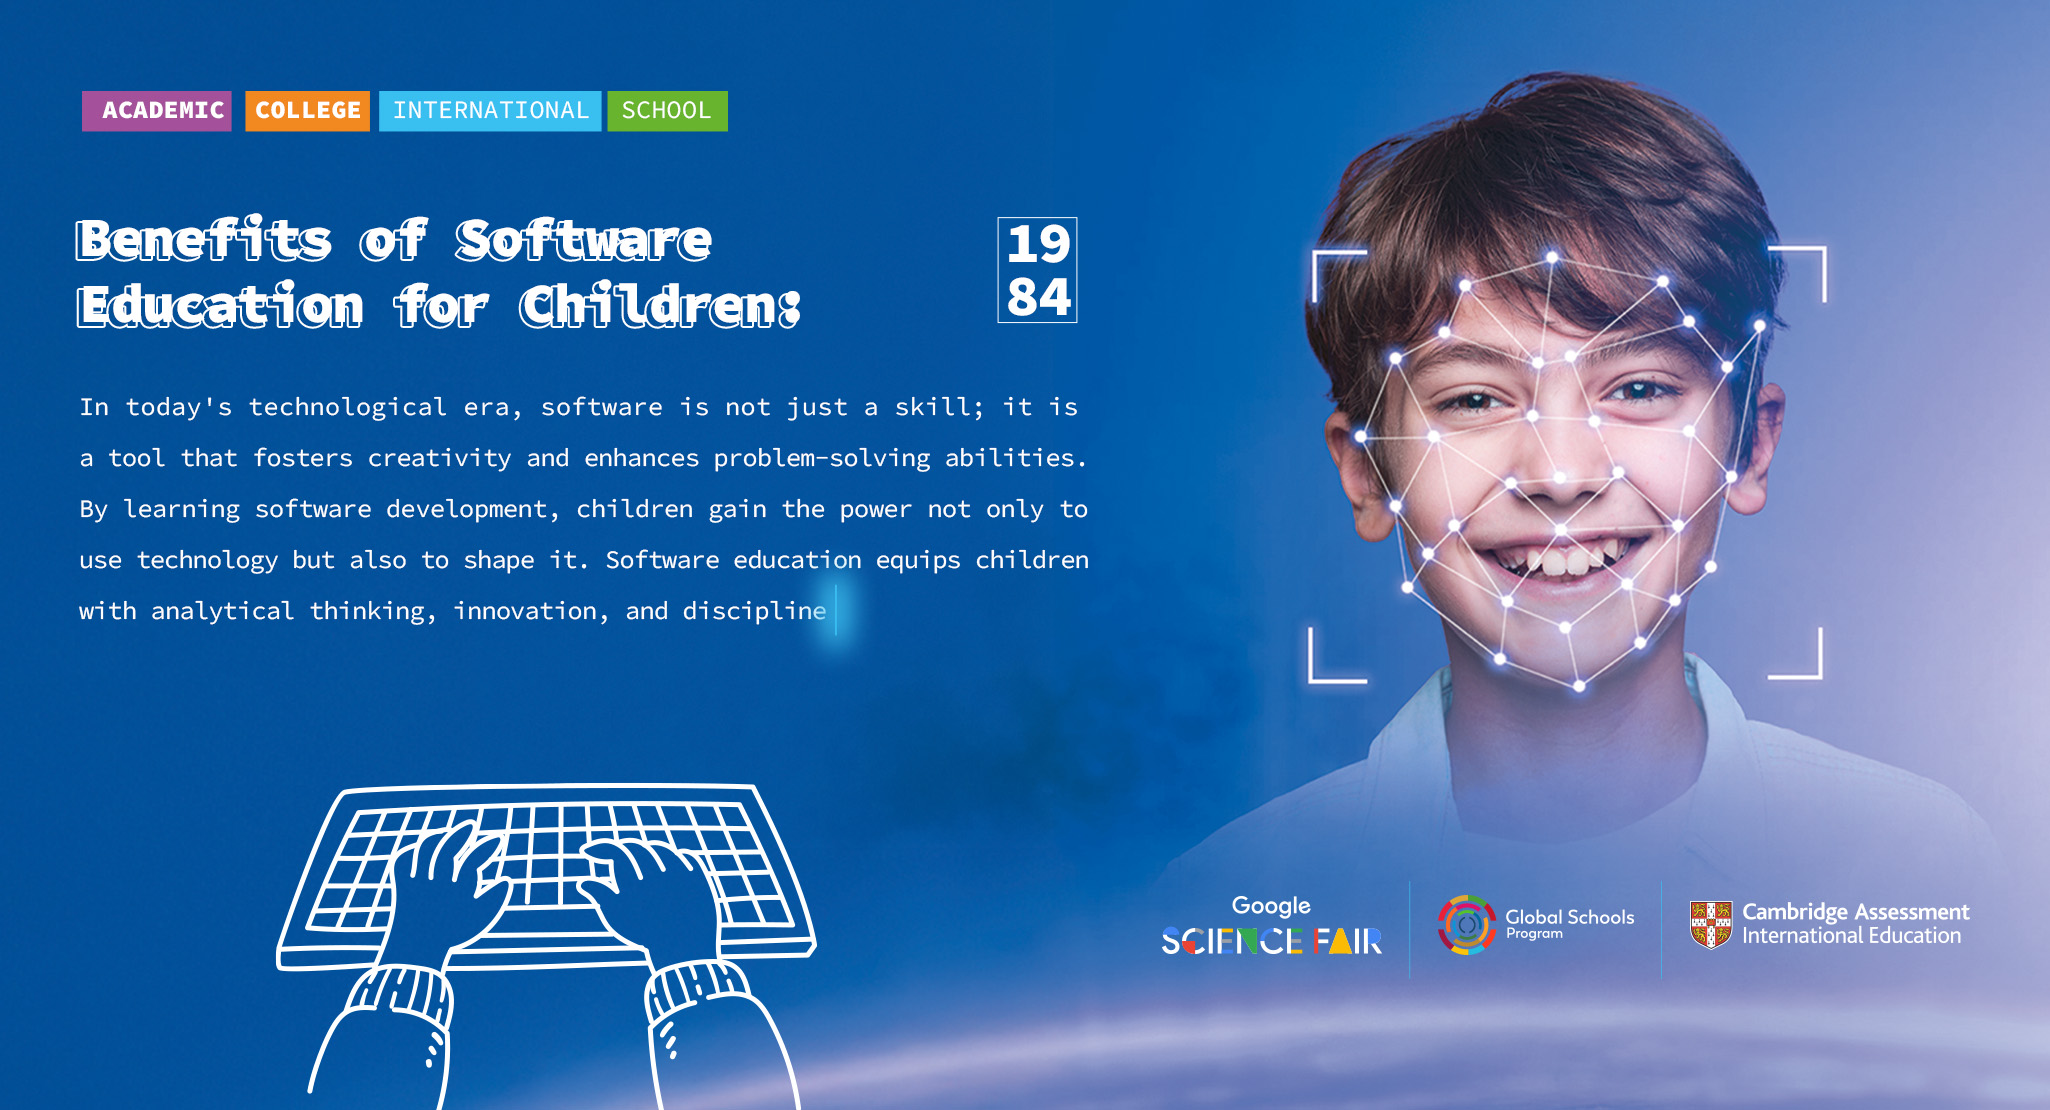 ACADEMIC COLLEGE INTERNATIONAL SCHOOL
Benefits of Software
Education for Children:
19
84
In today's technological era, software is not just a skill; it is
a tool that fosters creativity and enhances problem-solving abilities.
By learning software development, children gain the power not only to
use technology but also to shape it. Software education equips children
with analytical thinking, innovation, and discipline
Google
SCIENCE FAIR
Global Schools
Program
Cambridge Assessment
International Education